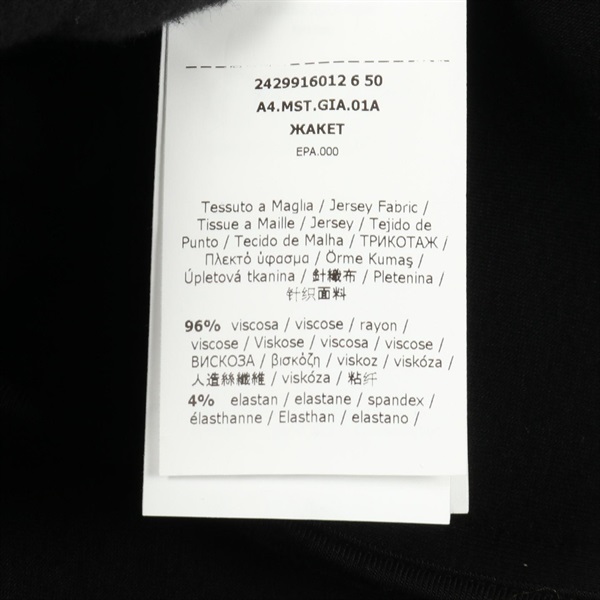 2429916012 6 50
A4.MST.GIA.01A
ЖАКЕТ
EPA.000
Tessuto a Maglia / Jersey Fabric /
Tissue a Maille / Jersey / Tejido de
Punto / Tecido de Malha / ТРИКОТАЖ /
Πλεκτό ύφασμα / Örme Kumaş /
Úpletová tkanina / 針織布 / Pletenina /
针织面料
96% viscosa / viscose / rayon /
viscose / Viskose / viscosa / viscose /
ВИСКОЗА / βισκόζη / viskoz / viskóza /
人造絲纖維 / viskóza / 粘纤
4% elastan / elastane / spandex /
élasthanne / Elasthan / elastano /